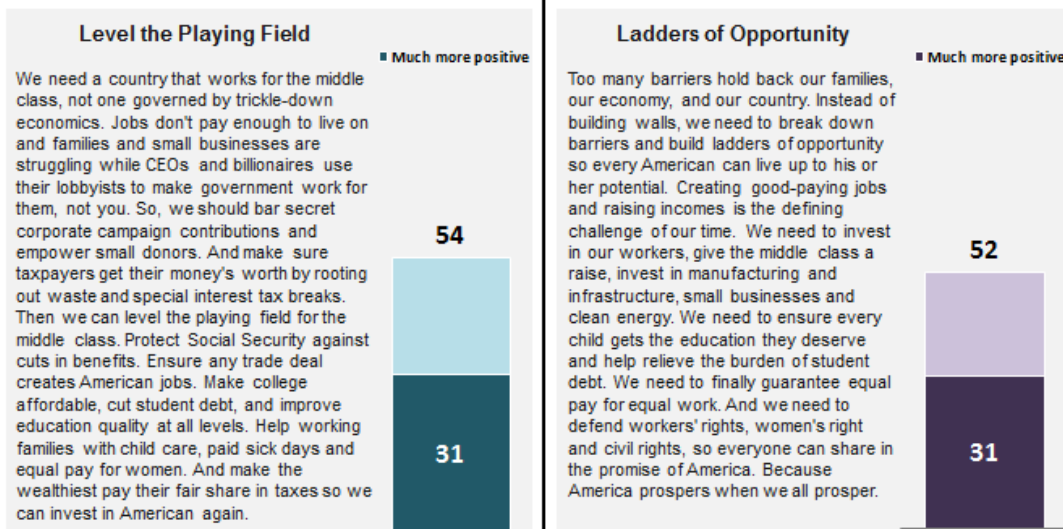 Level the Playing Field
Much more positive
We need a country that works for the middle
class, not one governed by trickle-down
economics. Jobs don't pay enough to live on
and families and small businesses are
struggling while CEOs and billionaires use
their lobbyists to make government work for
them, not you. So, we should bar secret
corporate campaign contributions and
empower small donors. And make sure
taxpayers get their money's worth by rooting
out waste and special interest tax breaks.
Then we can level the playing field for the
middle class. Protect Social Security against
cuts in benefits. Ensure any trade deal
creates American jobs. Make college
affordable, cut student debt, and improve
education quality at all levels. Help working
families with child care, paid sick days and
equal pay for women. And make the
wealthiest pay their fair share in taxes so we
can invest in American again.
54
31
Ladders of Opportunity
Much more positive
Too many barriers hold back our families,
our economy, and our country. Instead of
building walls, we need to break down
barriers and build ladders of opportunity
so every American can live up to his or
her potential. Creating good-paying jobs
and raising incomes is the defining
challenge of our time. We need to invest
in our workers, give the middle class a
raise, invest in manufacturing and
infrastructure, small businesses and
clean energy. We need to ensure every
child gets the education they deserve
and help relieve the burden of student
debt. We need to finally guarantee equal
pay for equal work. And we need to
defend workers' rights, women's right
and civil rights, so everyone can share in
the promise of America. Because
America prospers when we all prosper.
52
31